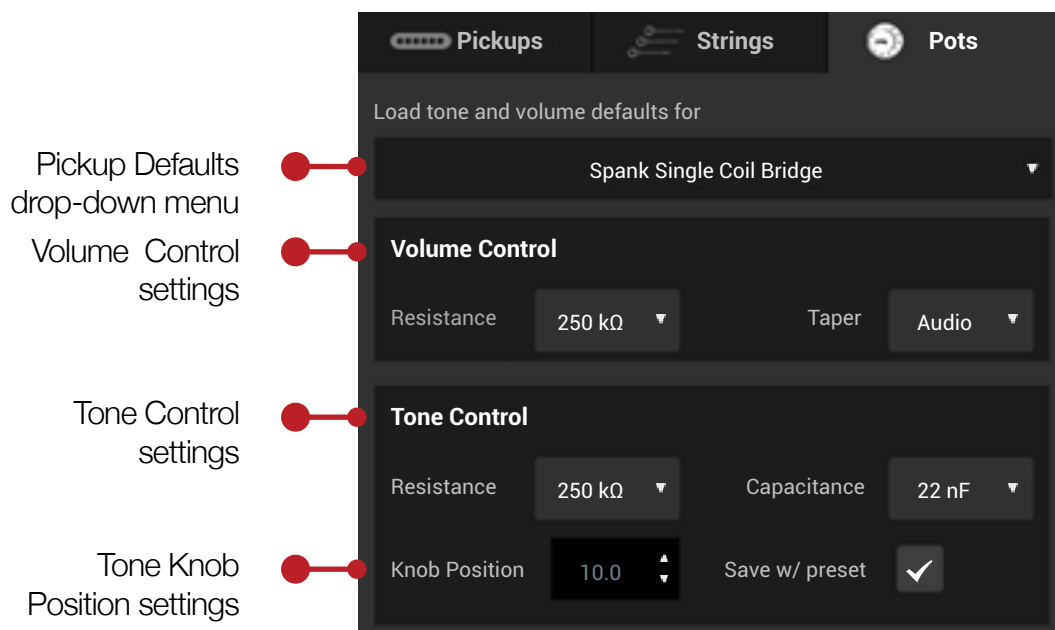 Pickups Strings Pots
Load tone and volume defaults for
Pickup Defaults
drop-down menu
Spank Single Coil Bridge
Volume Control
settings
Volume Control
Resistance 250 kΩ Taper Audio
Tone Control
settings
Tone Control
Resistance 250 kΩ Capacitance 22 nF
Tone Knob
Position settings
Knob Position 10.0 Save w/ preset